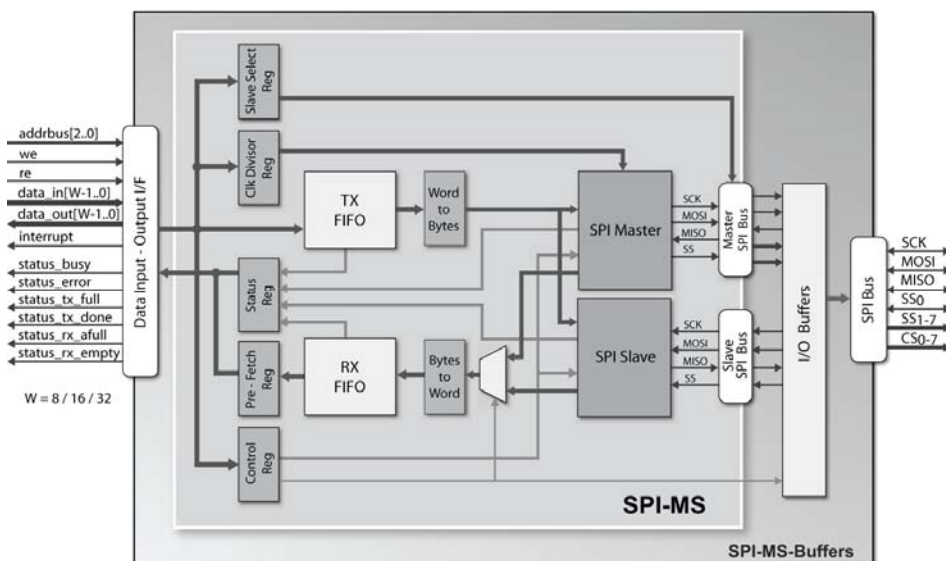 addrbus[2..0]
we
re
data_in[W-1..0]
data_out[W-1..0]
interrupt
status_busy
status_error
status_tx_full
status_tx_done
status_rx_afull
status_rx_empty
W = 8 / 16 / 32
Data Input - Output I/F
Slave Select
Reg
Clk Divisor
Reg
TX
FIFO
Word
to
Bytes
Status
Reg
Pre - Fetch
Reg
RX
FIFO
Bytes
to
Word
Control
Reg
SPI Master
SCK
MOSI
MISO
SS
Master
SPI Bus
SPI Slave
SCK
MOSI
MISO
SS
Slave
SPI Bus
I/O Buffers
SPI Bus
SCK
MOSI
MISO
SS0
SS1-7
CS0-7
SPI-MS
SPI-MS-Buffers